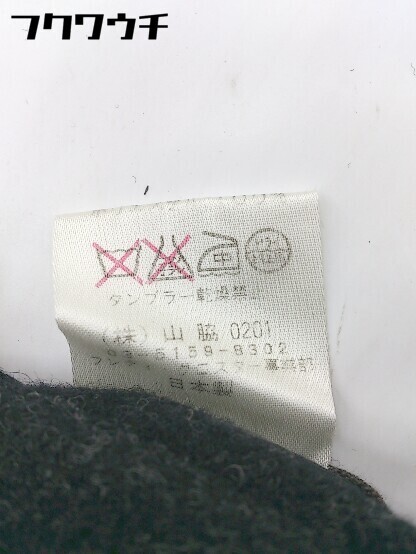 フクワウチ
中
タンブラー乾燥禁止
(株)山脇 0201
03-5159-8302
日本製